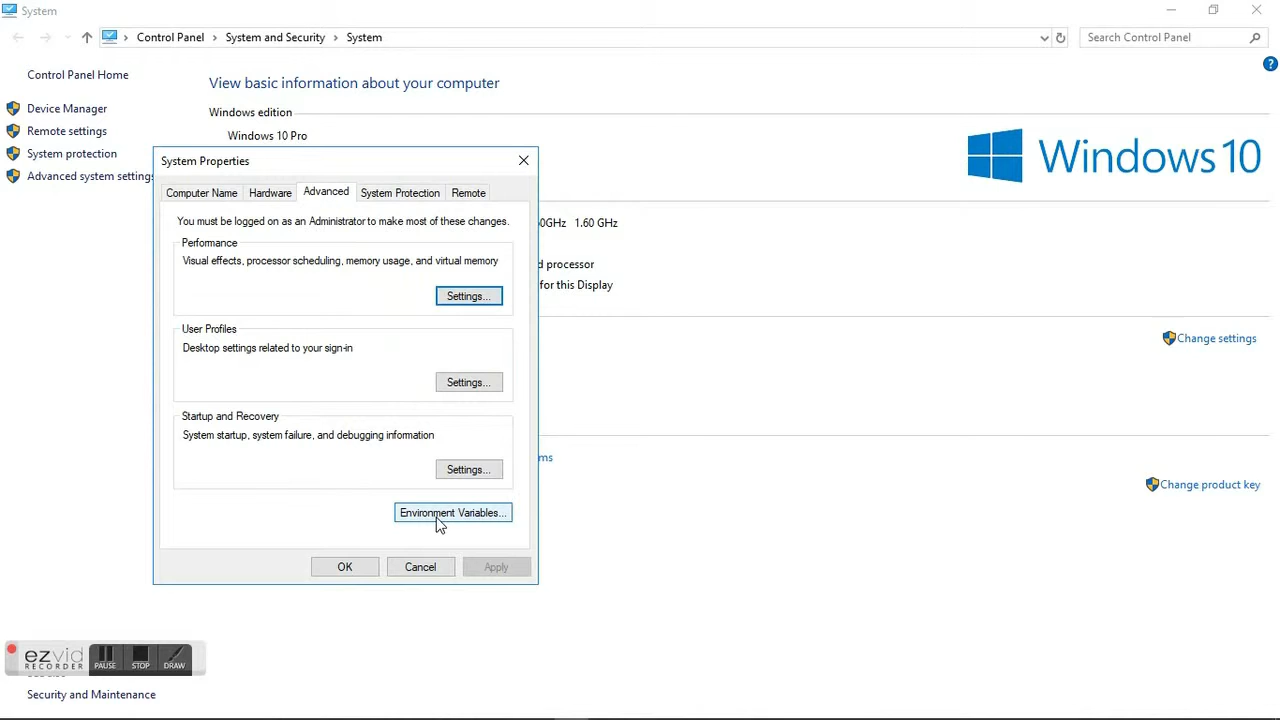 System
Control Panel > System and Security > System
Search Control Panel
Control Panel Home
Device Manager
Remote settings
System protection
Advanced system settings
View basic information about your computer
Windows edition
Windows 10 Pro
Windows 10
System Properties
Computer Name Hardware Advanced System Protection Remote
You must be logged on as an Administrator to make most of these changes.
Performance
Visual effects, processor scheduling, memory usage, and virtual memory
Settings...
User Profiles
Desktop settings related to your sign-in
Settings...
Startup and Recovery
System startup, system failure, and debugging information
Settings...
Environment Variables...
OK Cancel Apply
0GHz 1.60 GHz
d processor
for this Display
Change settings
ms
Change product key
ezvid
RECORDER
PAUSE STOP DRAW
Security and Maintenance